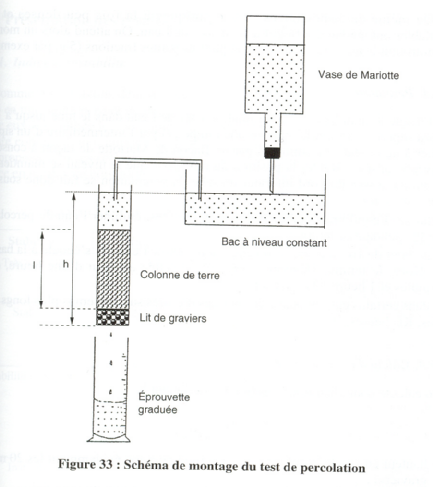 Vase de Mariotte
Bac à niveau constant
l
h
Colonne de terre
Lit de graviers
Éprouvette
graduée
Figure 33 : Schéma de montage du test de percolation